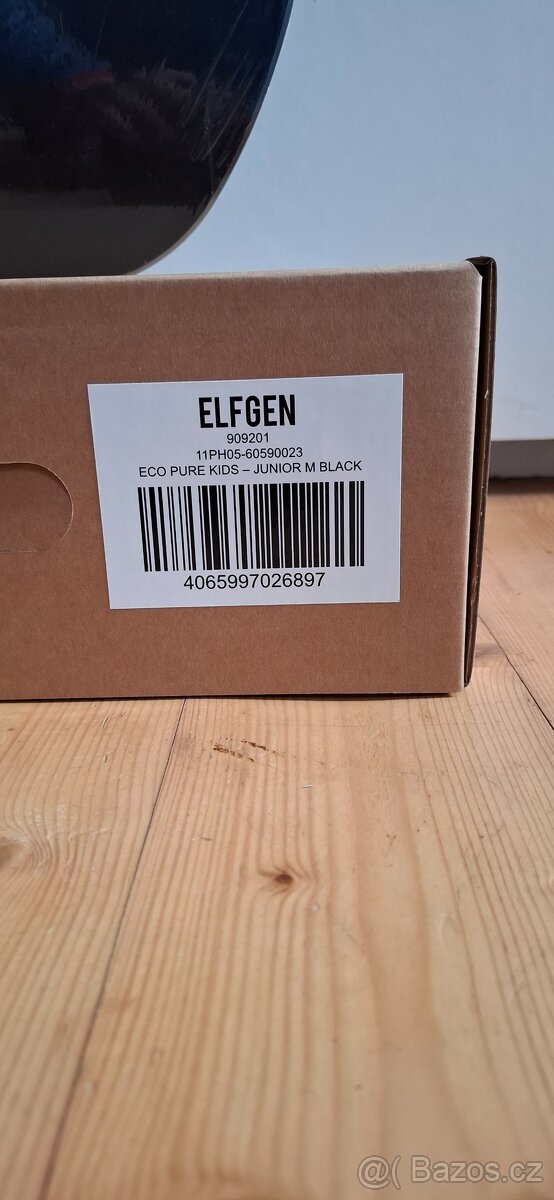 ELFGEN
909201
11PH05-60590023
ECO PURE KIDS – JUNIOR M BLACK
4065997026897
@( Bazos.cz